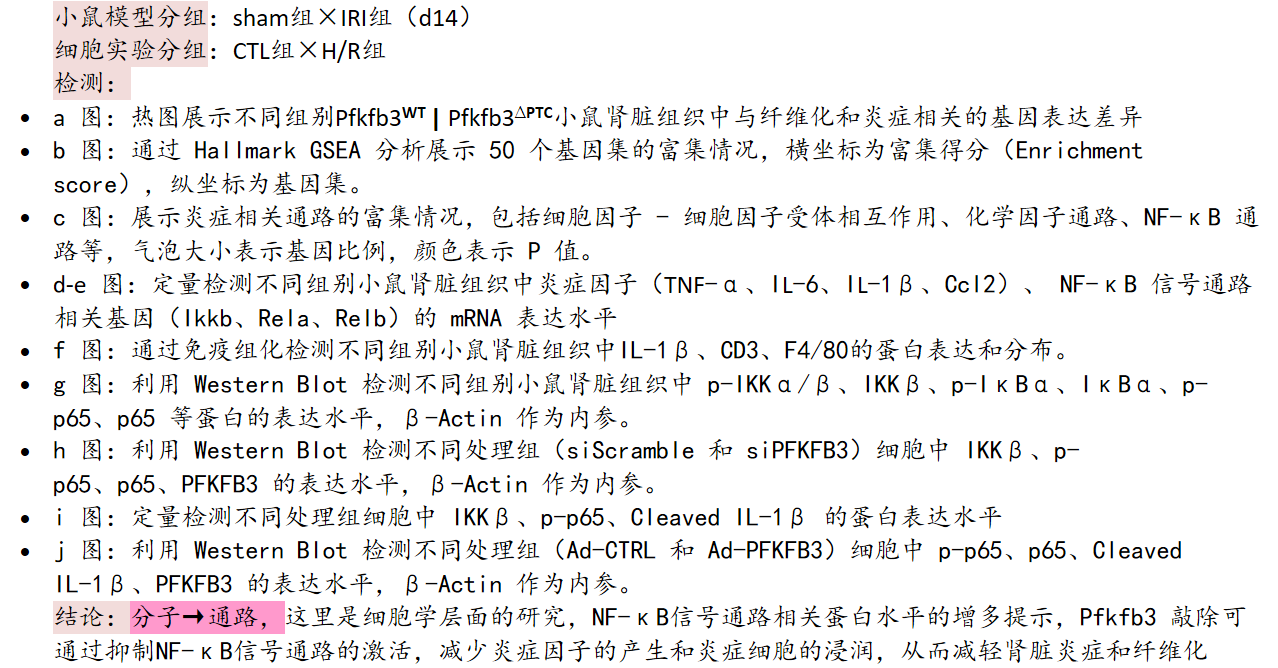 小鼠模型分组：sham组×IRI组（d14）
细胞实验分组：CTL组×H/R组
检测：
• a 图：热图展示不同组别Pfkfb3WT | Pfkfb3△PTC小鼠肾脏组织中与纤维化和炎症相关的基因表达差异
• b 图：通过 Hallmark GSEA 分析展示 50 个基因集的富集情况，横坐标为富集得分（Enrichment
score），纵坐标为基因集。
• c 图：展示炎症相关通路的富集情况，包括细胞因子 - 细胞因子受体相互作用、化学因子通路、NF-κB 通
路等，气泡大小表示基因比例，颜色表示 P 值。
• d-e 图：定量检测不同组别小鼠肾脏组织中炎症因子（TNF-α、IL-6、IL-1β、Ccl2）、 NF-κB 信号通路
相关基因（Ikkb、Rela、Relb）的 mRNA 表达水平
• f 图：通过免疫组化检测不同组别小鼠肾脏组织中IL-1β、CD3、F4/80的蛋白表达和分布。
• g 图：利用 Western Blot 检测不同组别小鼠肾脏组织中 p-IKKα/β、IKKβ、p-IκBα、IκBα、p-
p65、p65 等蛋白的表达水平，β-Actin 作为内参。
• h 图：利用 Western Blot 检测不同处理组（siScramble 和 siPFKFB3）细胞中 IKKβ、p-
p65、p65、PFKFB3 的表达水平，β-Actin 作为内参。
• i 图：定量检测不同处理组细胞中 IKKβ、p-p65、Cleaved IL-1β 的蛋白表达水平
• j 图：利用 Western Blot 检测不同处理组（Ad-CTRL 和 Ad-PFKFB3）细胞中 p-p65、p65、Cleaved
IL-1β、PFKFB3 的表达水平，β-Actin 作为内参。
结论：分子→通路，这里是细胞学层面的研究，NF-κB信号通路相关蛋白水平的增多提示，Pfkfb3 敲除可
通过抑制NF-κB信号通路的激活，减少炎症因子的产生和炎症细胞的浸润，从而减轻肾脏炎症和纤维化